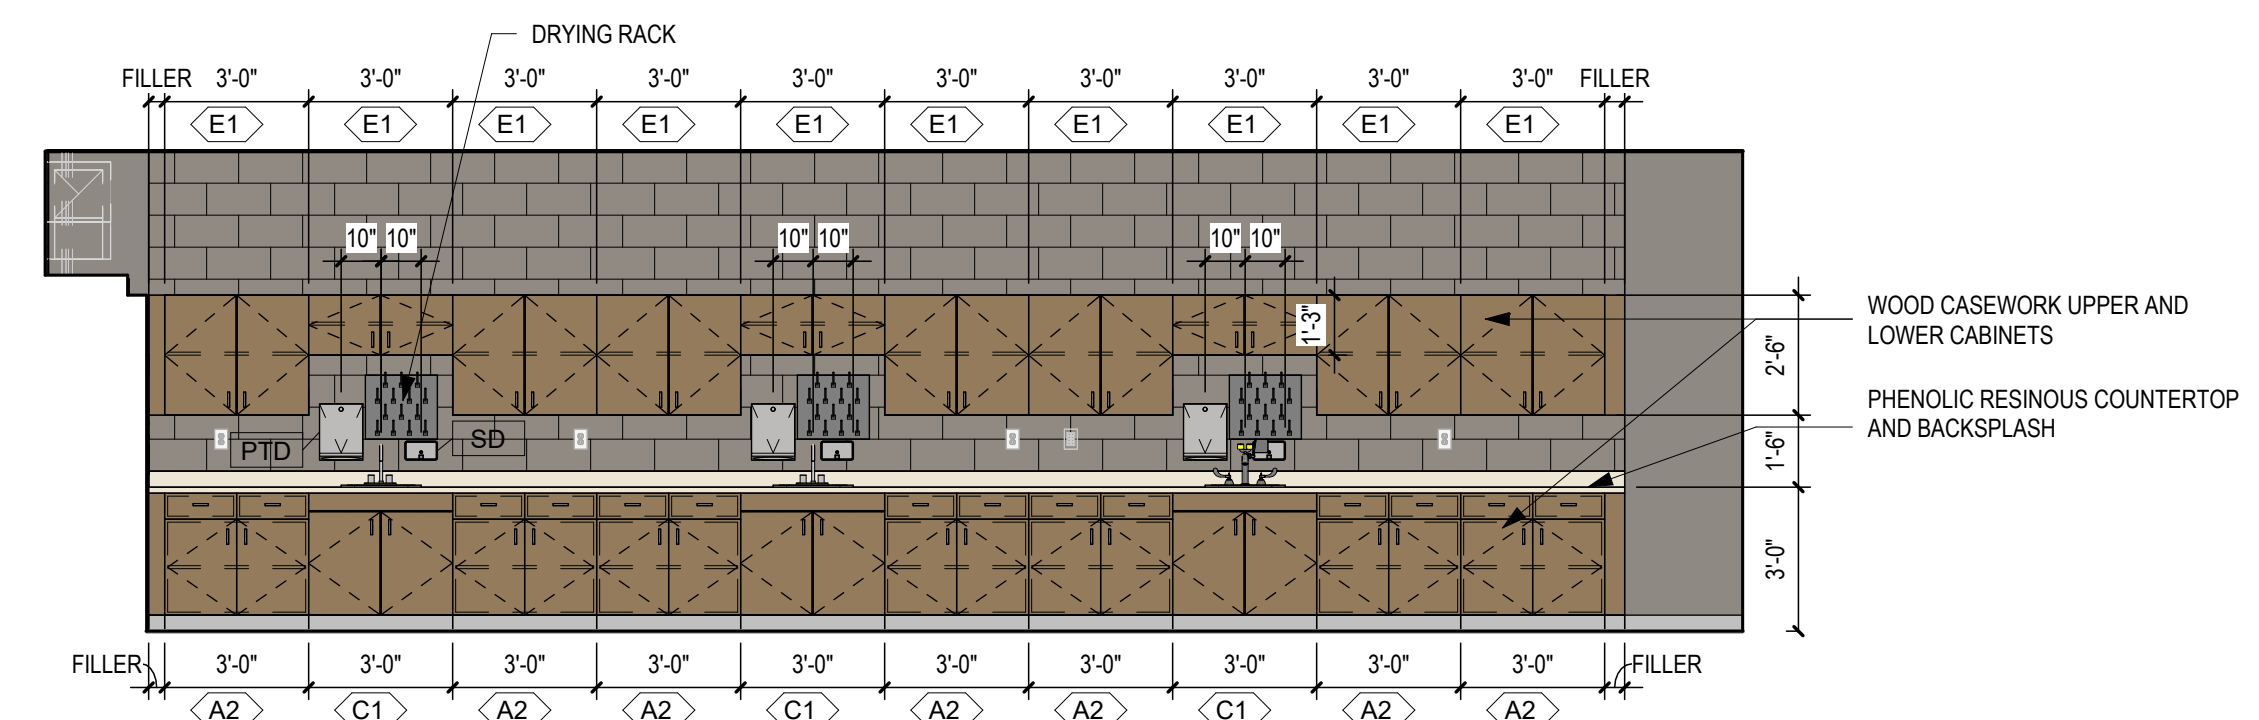 DRYING RACK
FILLER 3'-0" 3'-0" 3'-0" 3'-0" 3'-0" 3'-0" 3'-0" 3'-0" 3'-0" 3'-0" FILLER
E1 E1 E1 E1 E1 E1 E1 E1 E1 E1
10" 10" 10" 10" 10" 10"
1'-3"
WOOD CASEWORK UPPER AND
LOWER CABINETS
2'-6"
PHENOLIC RESINOUS COUNTERTOP
AND BACKSPLASH
PTD SD
1'-6"
3'-0"
FILLER 3'-0" 3'-0" 3'-0" 3'-0" 3'-0" 3'-0" 3'-0" 3'-0" 3'-0" 3'-0" FILLER
A2 C1 A2 A2 C1 A2 A2 C1 A2 A2